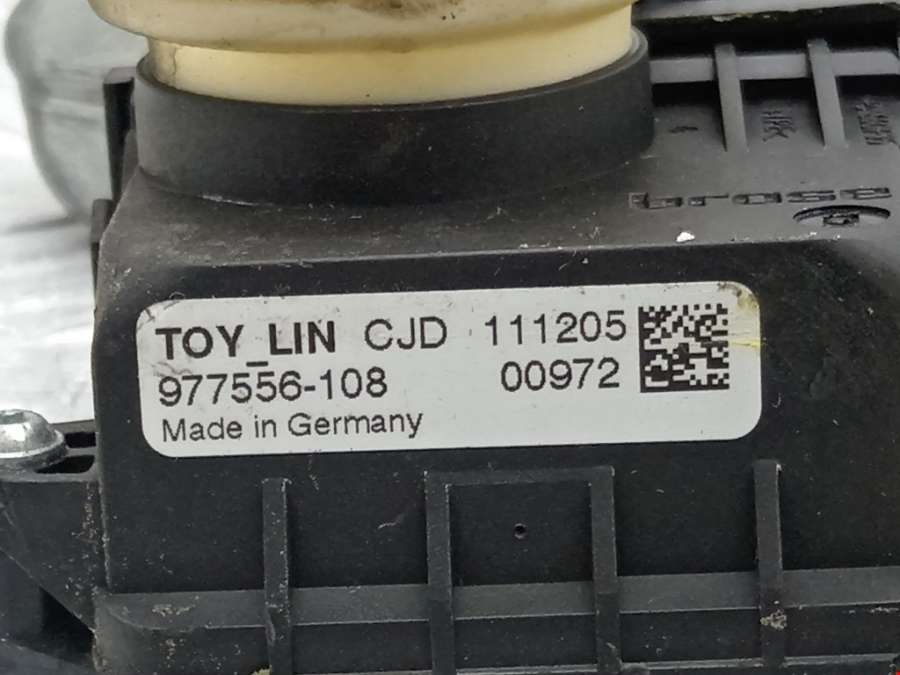 brose
TOY_LIN CJD 111205
977556-108 00972
Made in Germany